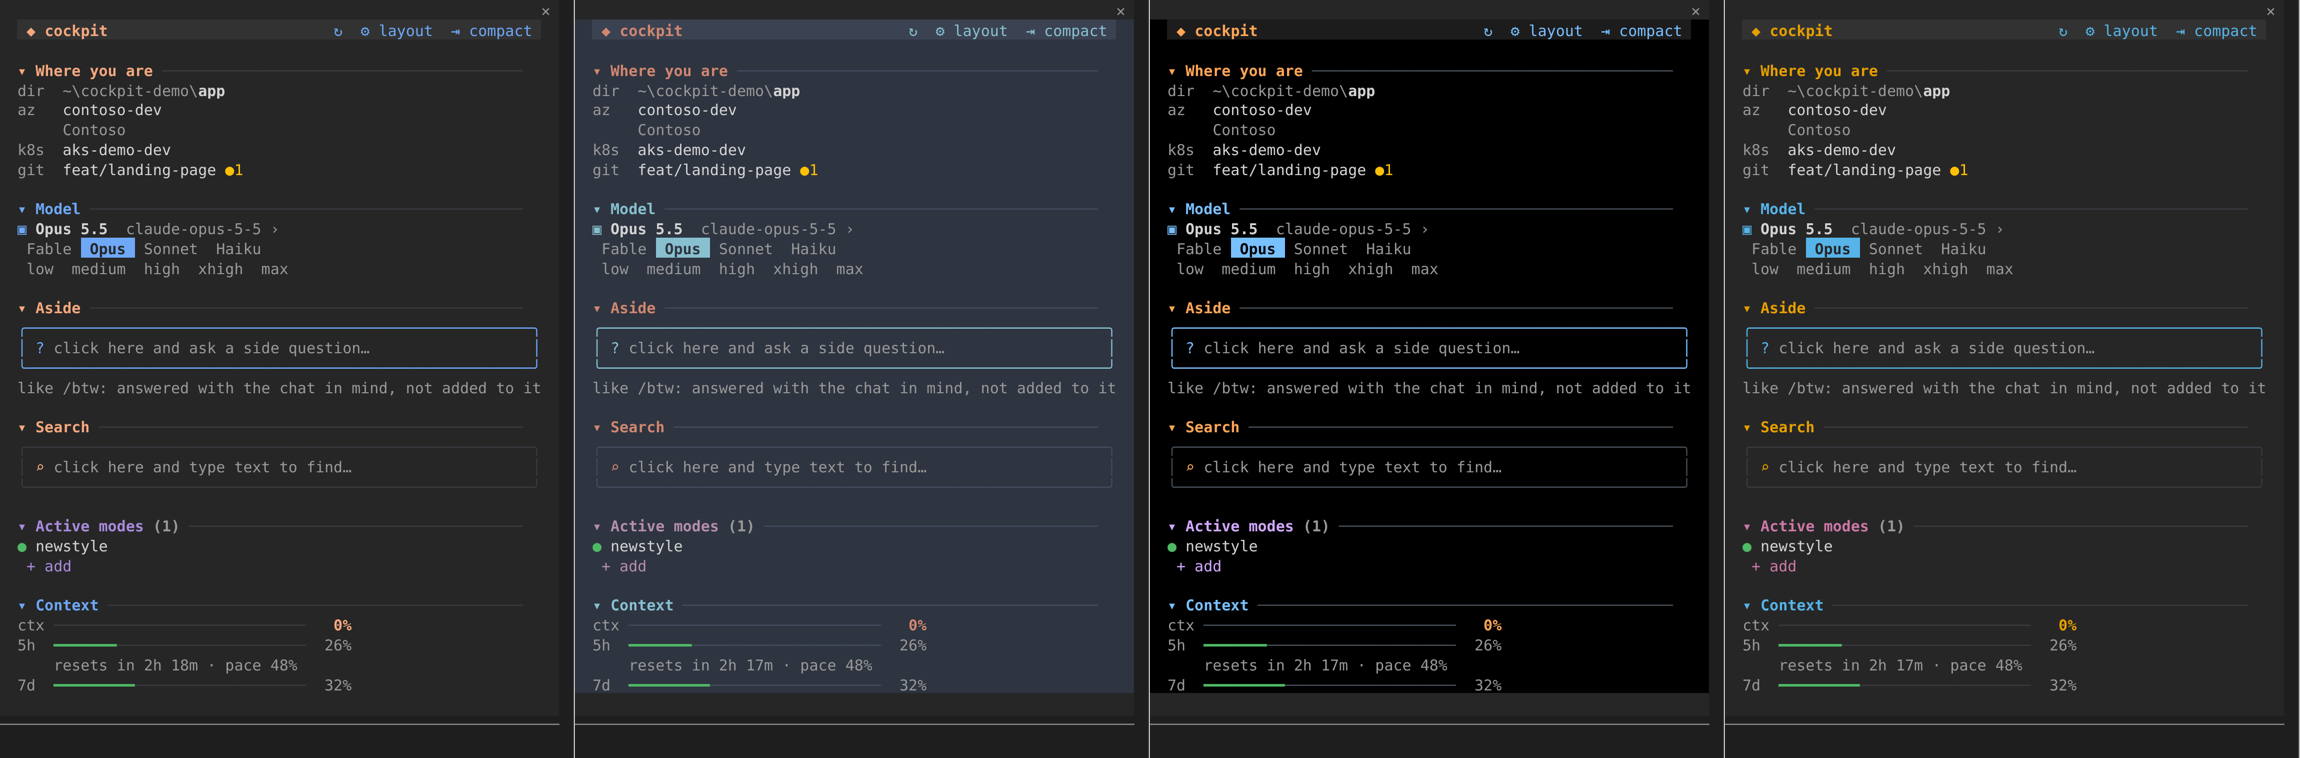 ×
◆ cockpit ↻ ⚙ layout ⇥ compact
▾ Where you are
dir ~\cockpit-demo\app
az contoso-dev
Contoso
k8s aks-demo-dev
git feat/landing-page ●1
▾ Model
▣ Opus 5.5 claude-opus-5-5 ›
Fable Opus Sonnet Haiku
low medium high xhigh max
▾ Aside
? click here and ask a side question…
like /btw: answered with the chat in mind, not added to it
▾ Search
⌕ click here and type text to find…
▾ Active modes (1)
● newstyle
+ add
▾ Context
ctx 0%
5h 26%
resets in 2h 18m · pace 48%
7d 32%
×
◆ cockpit ↻ ⚙ layout ⇥ compact
▾ Where you are
dir ~\cockpit-demo\app
az contoso-dev
Contoso
k8s aks-demo-dev
git feat/landing-page ●1
▾ Model
▣ Opus 5.5 claude-opus-5-5 ›
Fable Opus Sonnet Haiku
low medium high xhigh max
▾ Aside
? click here and ask a side question…
like /btw: answered with the chat in mind, not added to it
▾ Search
⌕ click here and type text to find…
▾ Active modes (1)
● newstyle
+ add
▾ Context
ctx 0%
5h 26%
resets in 2h 17m · pace 48%
7d 32%
×
◆ cockpit ↻ ⚙ layout ⇥ compact
▾ Where you are
dir ~\cockpit-demo\app
az contoso-dev
Contoso
k8s aks-demo-dev
git feat/landing-page ●1
▾ Model
▣ Opus 5.5 claude-opus-5-5 ›
Fable Opus Sonnet Haiku
low medium high xhigh max
▾ Aside
? click here and ask a side question…
like /btw: answered with the chat in mind, not added to it
▾ Search
⌕ click here and type text to find…
▾ Active modes (1)
● newstyle
+ add
▾ Context
ctx 0%
5h 26%
resets in 2h 17m · pace 48%
7d 32%
×
◆ cockpit ↻ ⚙ layout ⇥ compact
▾ Where you are
dir ~\cockpit-demo\app
az contoso-dev
Contoso
k8s aks-demo-dev
git feat/landing-page ●1
▾ Model
▣ Opus 5.5 claude-opus-5-5 ›
Fable Opus Sonnet Haiku
low medium high xhigh max
▾ Aside
? click here and ask a side question…
like /btw: answered with the chat in mind, not added to it
▾ Search
⌕ click here and type text to find…
▾ Active modes (1)
● newstyle
+ add
▾ Context
ctx 0%
5h 26%
resets in 2h 17m · pace 48%
7d 32%